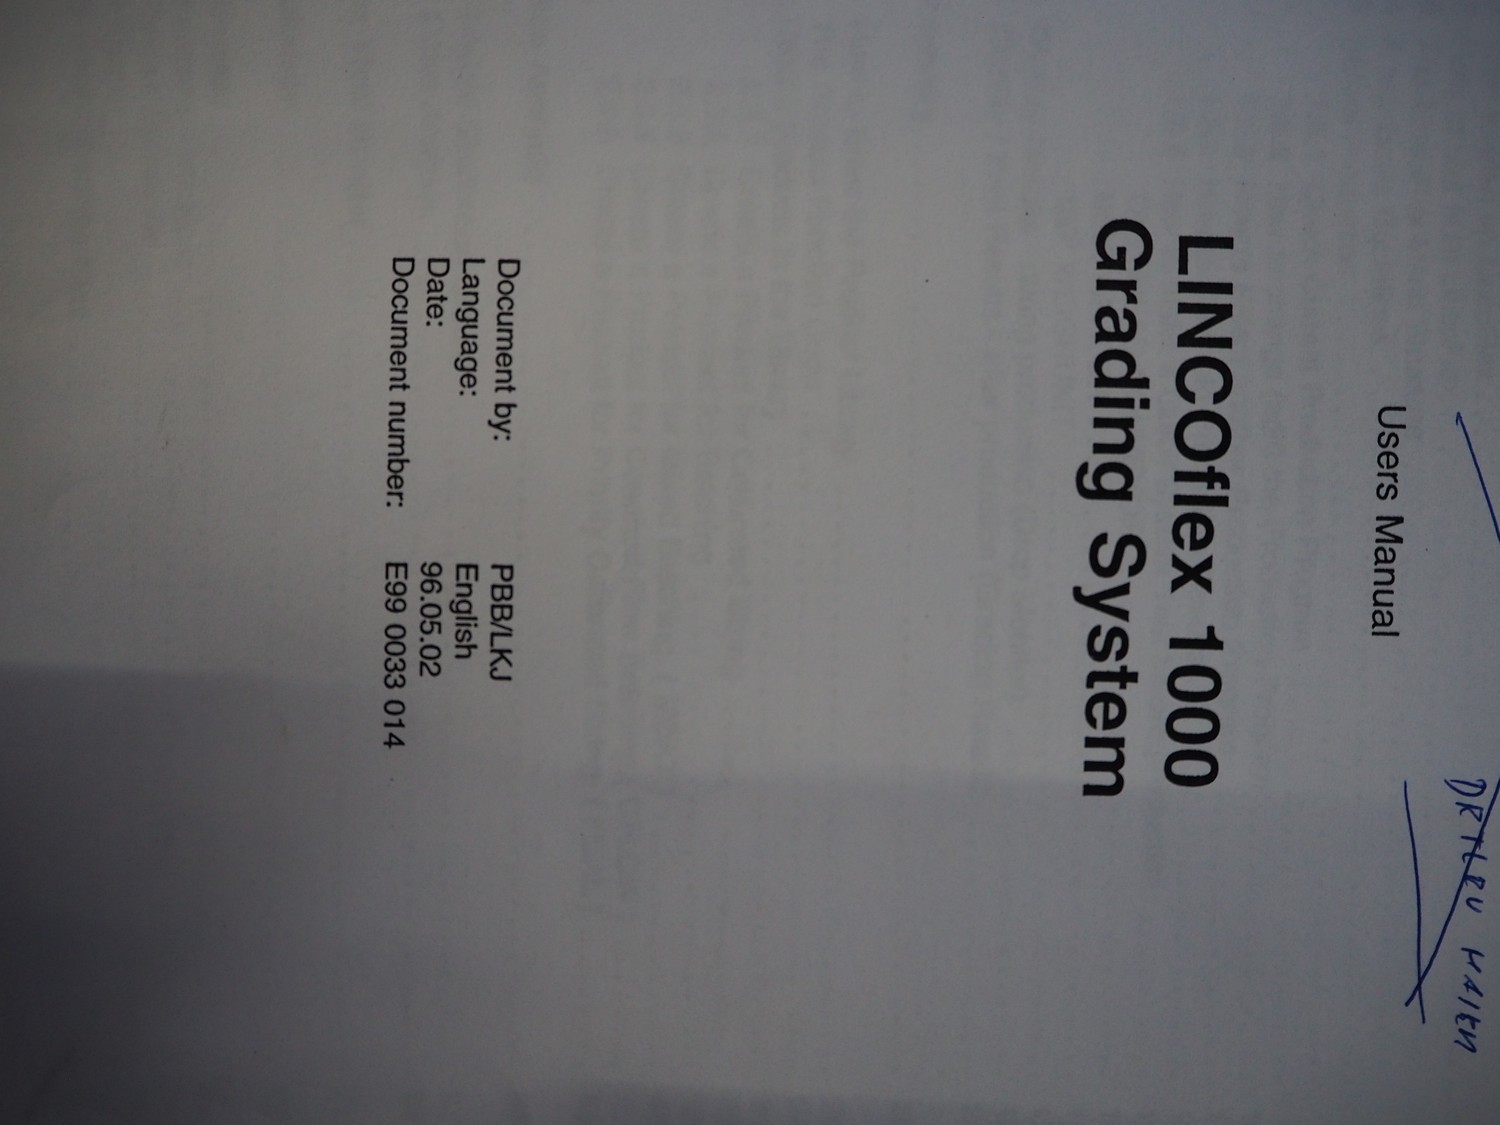 Users Manual
LINCOflex 1000
Grading System
Document by: PBB/LKJ
Language: English
Date: 96.05.02
Document number: E99 0033 014